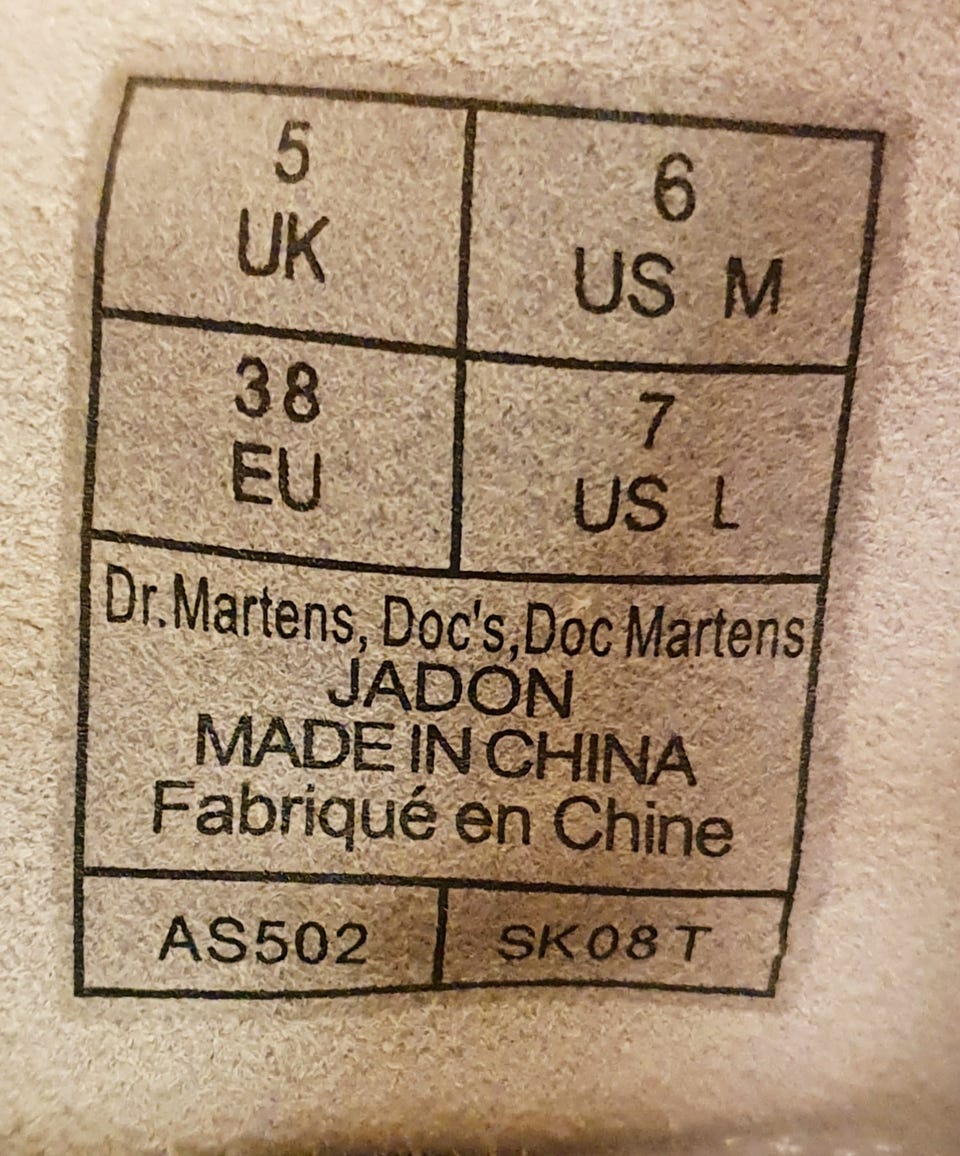 5
UK
6
US M
38
EU
7
US L
Dr.Martens, Doc's,Doc Martens
JADON
MADE IN CHINA
Fabriqué en Chine
AS502
SK08T